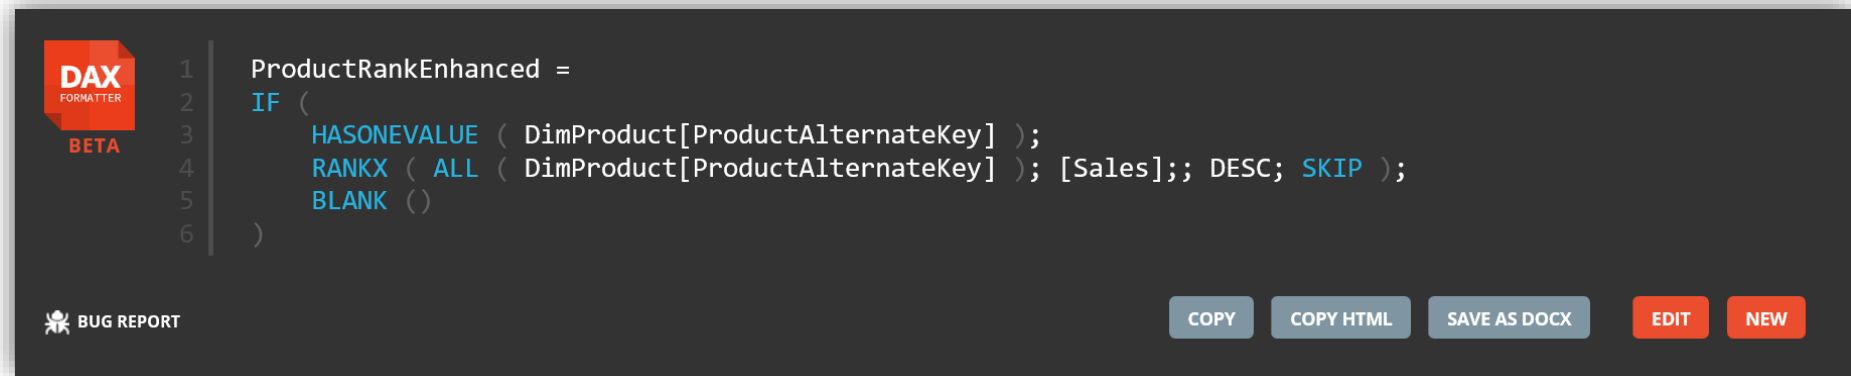 DAX
FORMATTER
BETA
1 ProductRankEnhanced =
2 IF (
3 HASONEVALUE ( DimProduct[ProductAlternateKey] );
4 RANKX ( ALL ( DimProduct[ProductAlternateKey] ); [Sales];; DESC; SKIP );
5 BLANK ()
6 )
BUG REPORT
COPY COPY HTML SAVE AS DOCX EDIT NEW